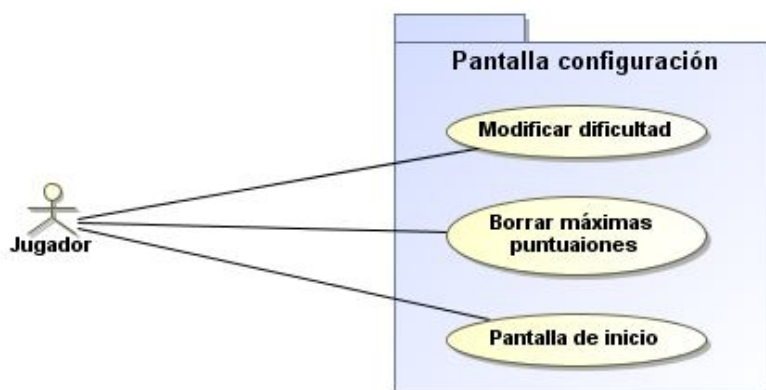 Pantalla configuración
Modificar dificultad
Jugador
Borrar máximas
puntuaiones
Pantalla de inicio